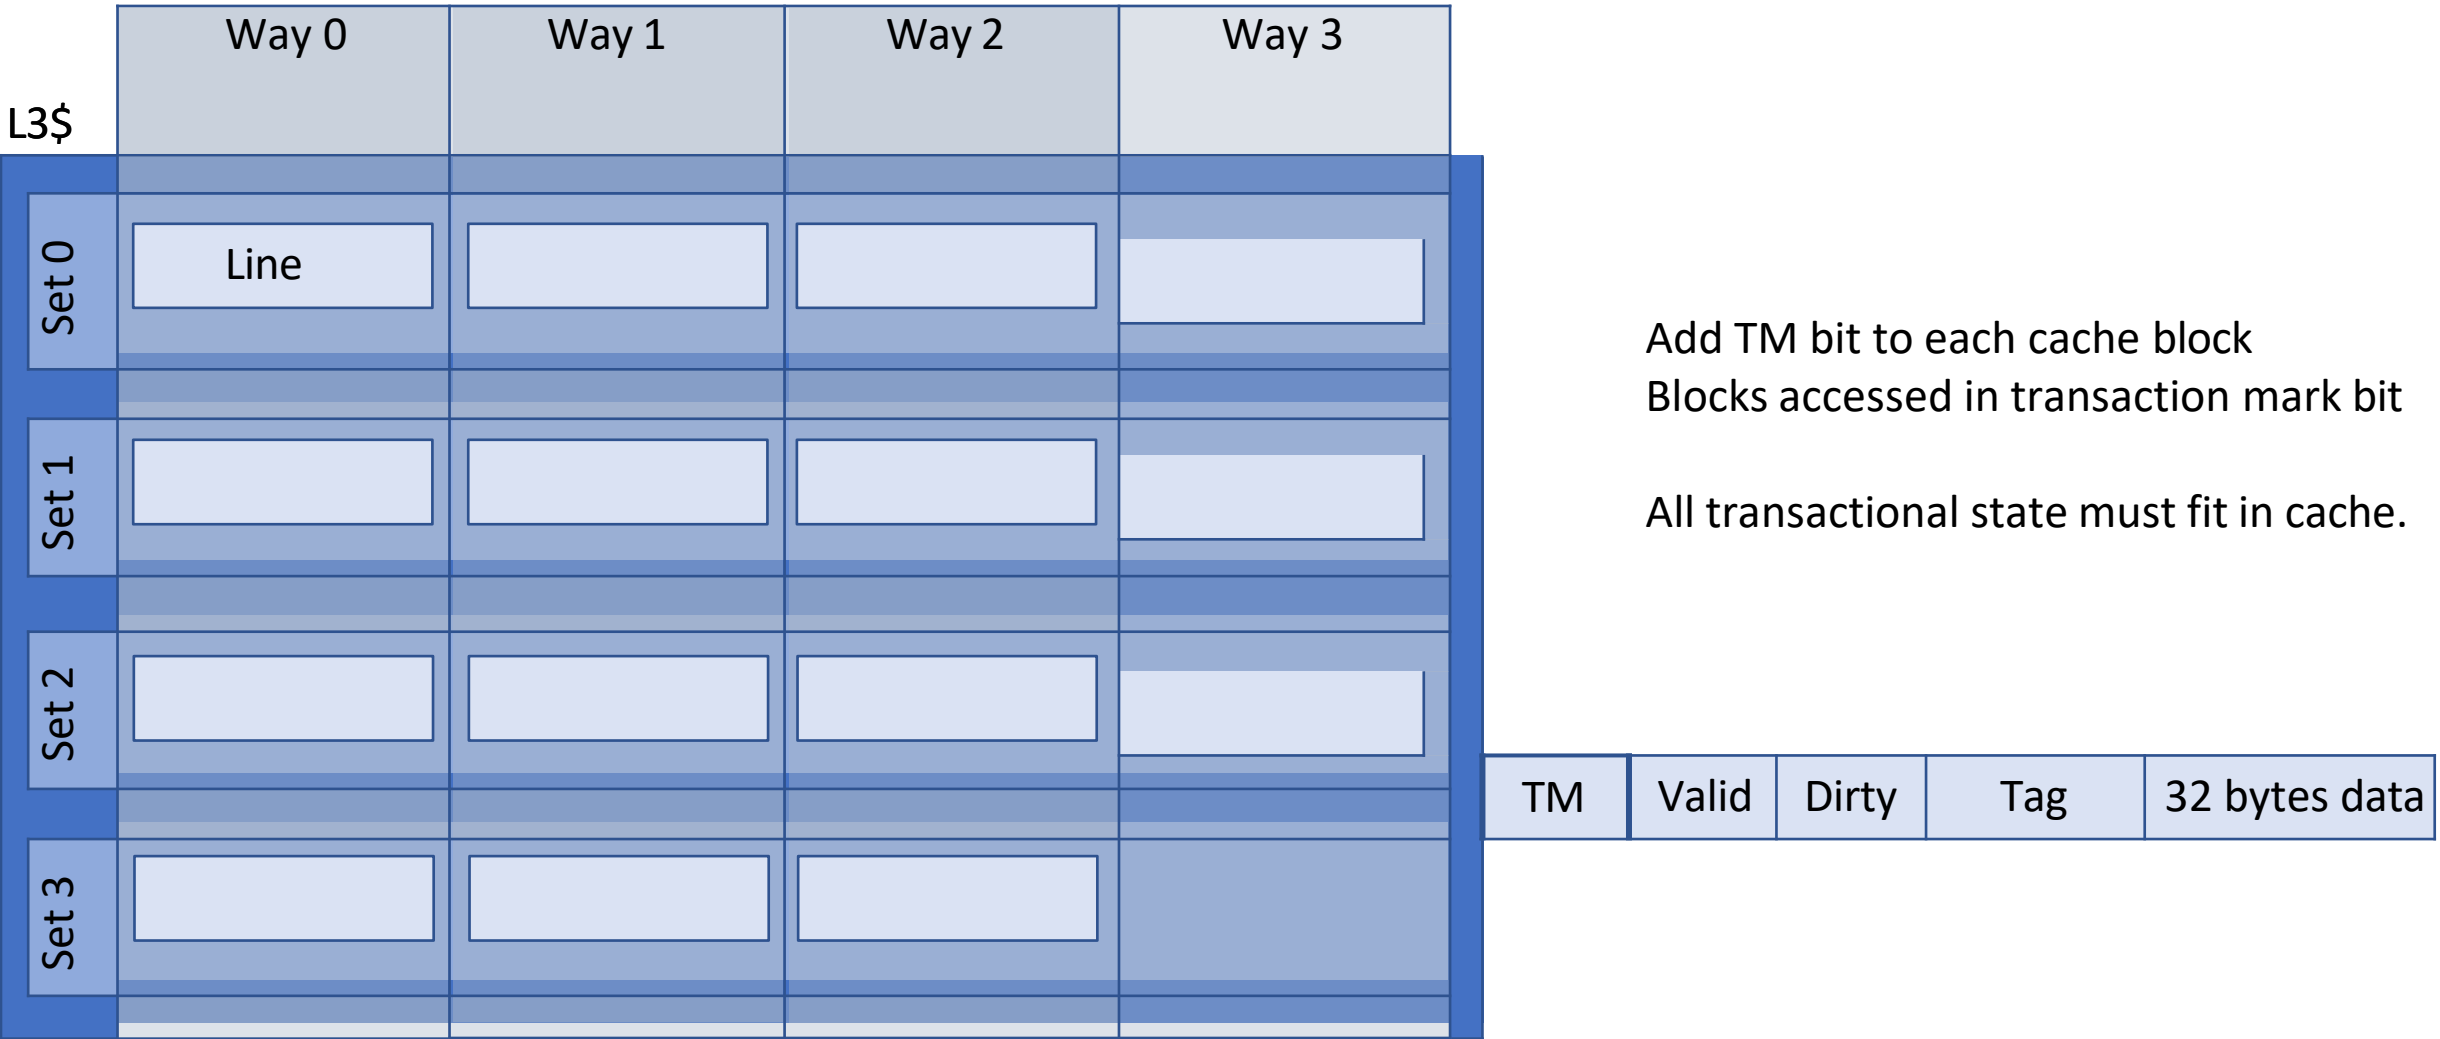 Way 0
Way 1
Way 2
Way 3
L3$
Set 0
Line
Set 1
Set 2
Set 3
Add TM bit to each cache block
Blocks accessed in transaction mark bit
All transactional state must fit in cache.
TM
Valid
Dirty
Tag
32 bytes data